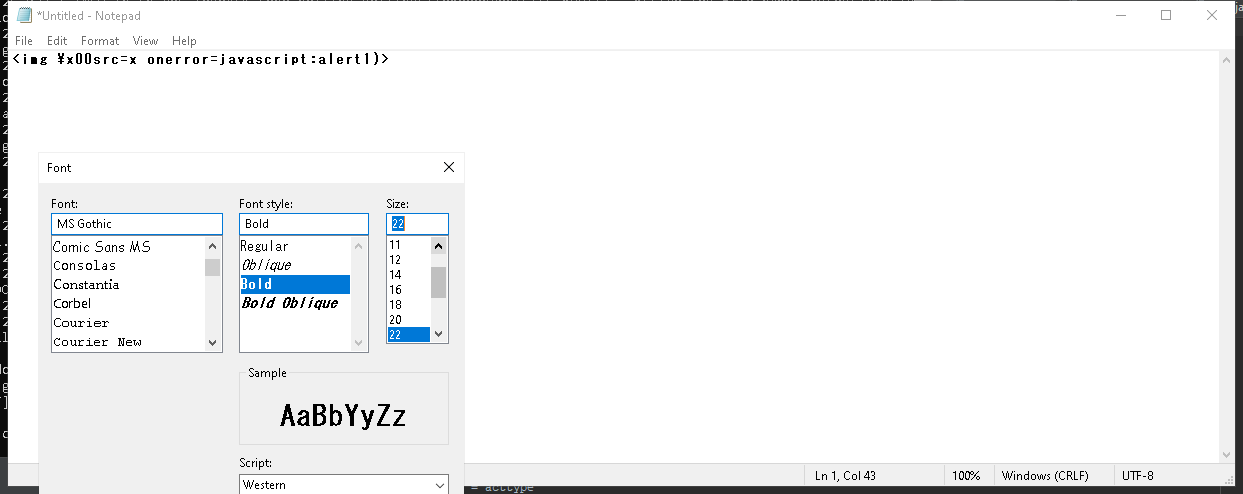 *Untitled - Notepad
File Edit Format View Help
<img ¥x00src=x onerror=javascript:alert1)>
Font
Font: Font style: Size:
MS Gothic Bold 22
Comic Sans MS Regular 11
Consolas Oblique 12
Constantia Bold 14
Corbel Bold Oblique 16
Courier 18
Courier New 20
22
Sample
AaBbYyZz
Script:
Western
Ln 1, Col 43 100% Windows (CRLF) UTF-8
= acctype